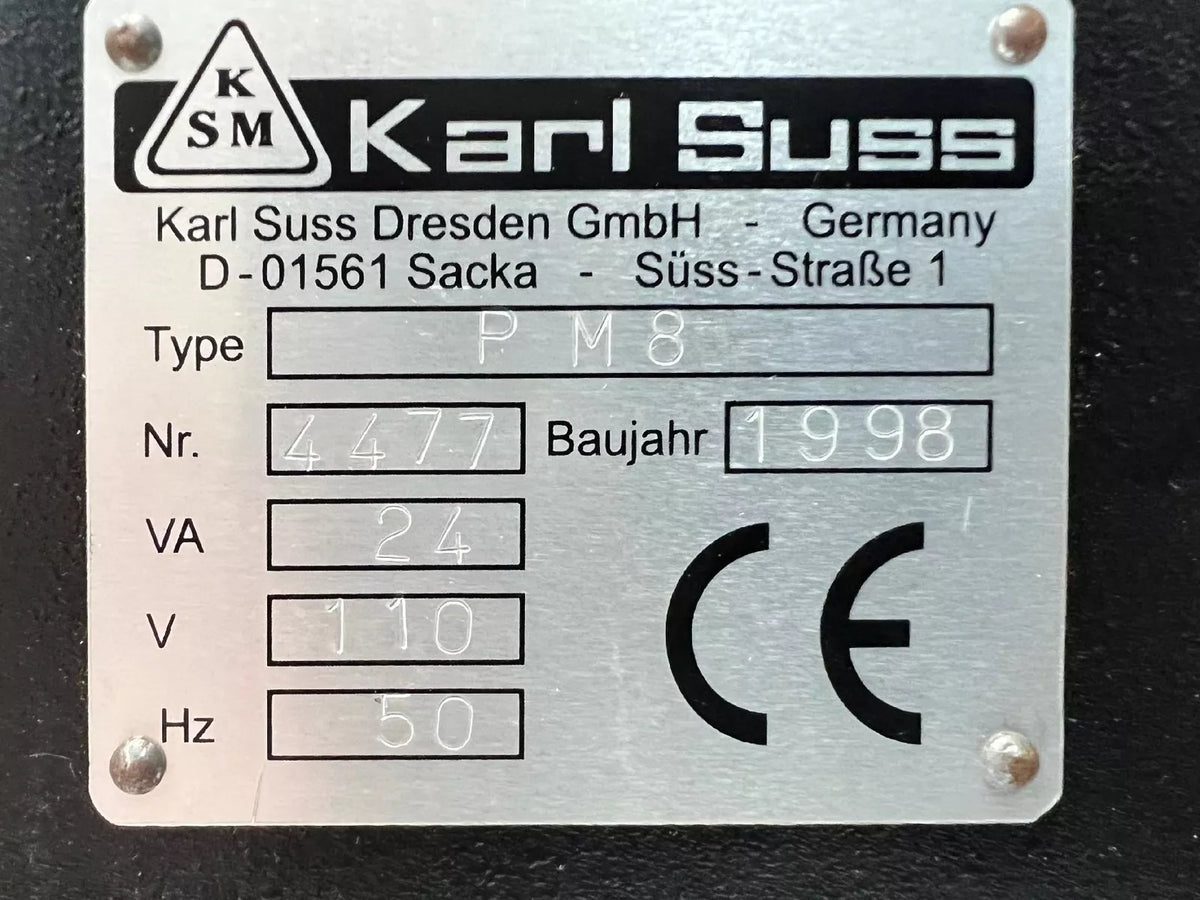 K
SM
Karl Suss
Karl Suss Dresden GmbH - Germany
D-01561 Sacka - Süss-Straße 1
Type P M8
Nr. 4477 Baujahr 1998
VA 24
V 110
Hz 50
CE